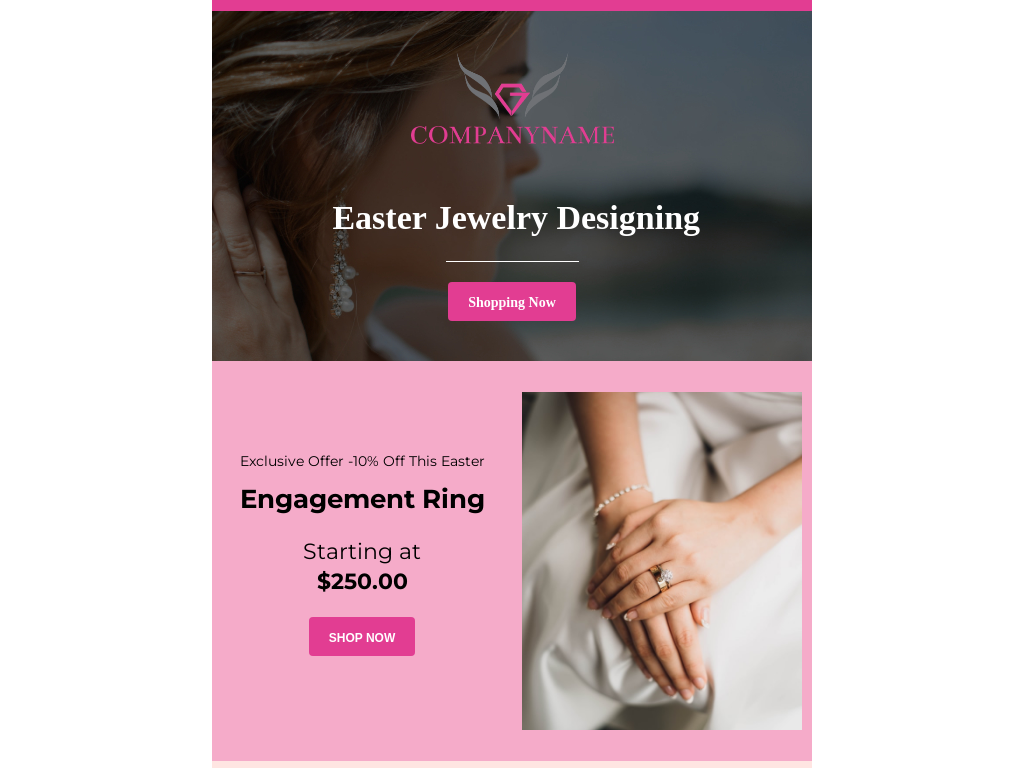 COMPANYNAME
Easter Jewelry Designing
Shopping Now
Exclusive Offer -10% Off This Easter
Engagement Ring
Starting at
$250.00
SHOP NOW